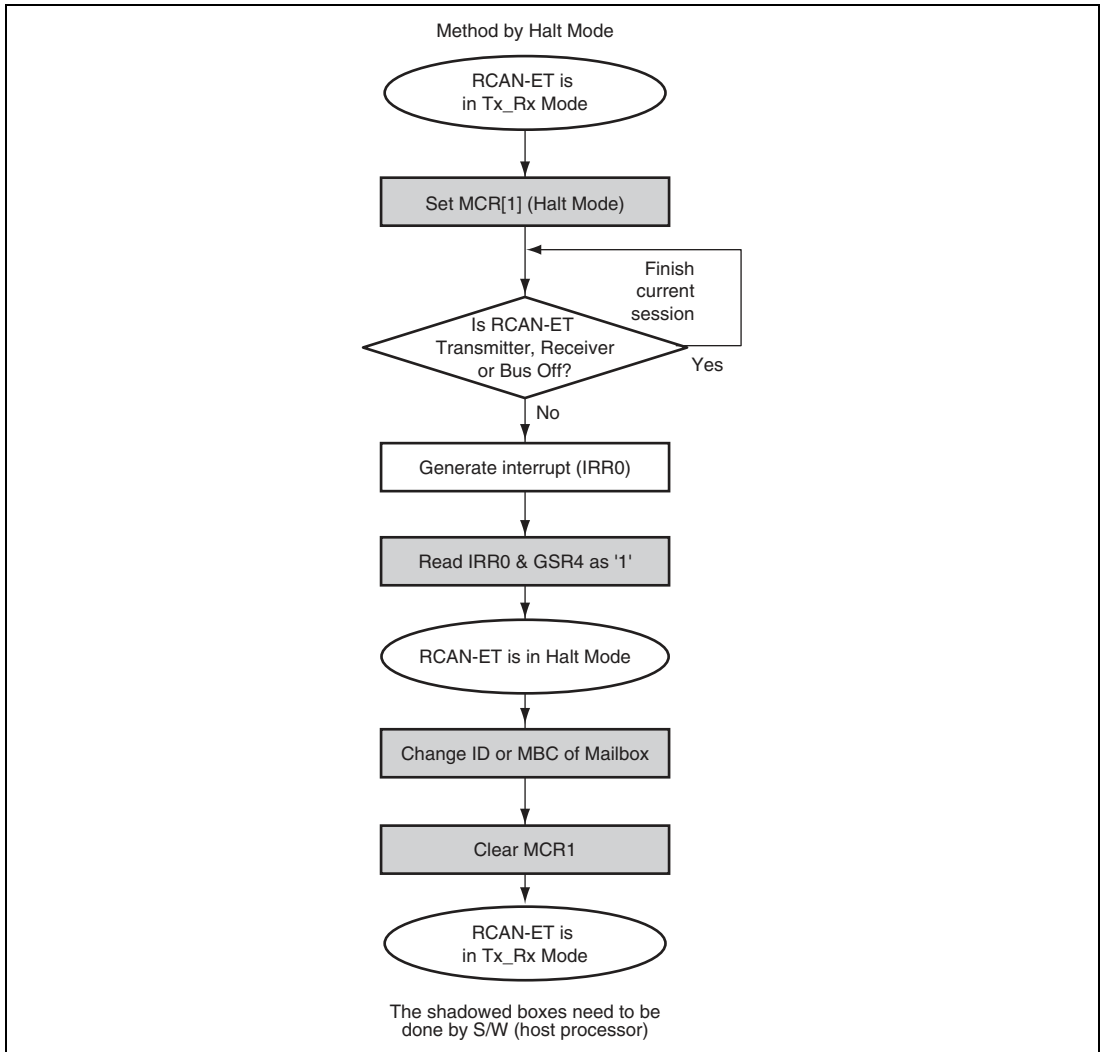 Method by Halt Mode
RCAN-ET is
in Tx_Rx Mode
Set MCR[1] (Halt Mode)
Finish
current
session
Is RCAN-ET
Transmitter, Receiver
or Bus Off?
Yes
No
Generate interrupt (IRR0)
Read IRR0 & GSR4 as '1'
RCAN-ET is in Halt Mode
Change ID or MBC of Mailbox
Clear MCR1
RCAN-ET is
in Tx_Rx Mode
The shadowed boxes need to be
done by S/W (host processor)